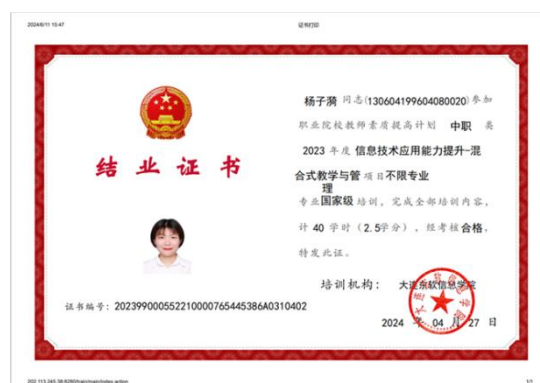 2024/6/11 15:47
证书打印
杨子漪 同志(130604199604080020)参加
职业院校教师素质提高计划 中职 类
2023 年度 信息技术应用能力提升-混
合式教学与管 项目不限专业
理
专业国家级 培训，完成全部培训内容，
计 40 学时（2.5学分）、经考核合格，
特发此证。
结业证书
培训机构： 大连东软信息学院
证书编号：20239900055221000076544538​6A0310402
2024 年 04 月 27 日
1/1